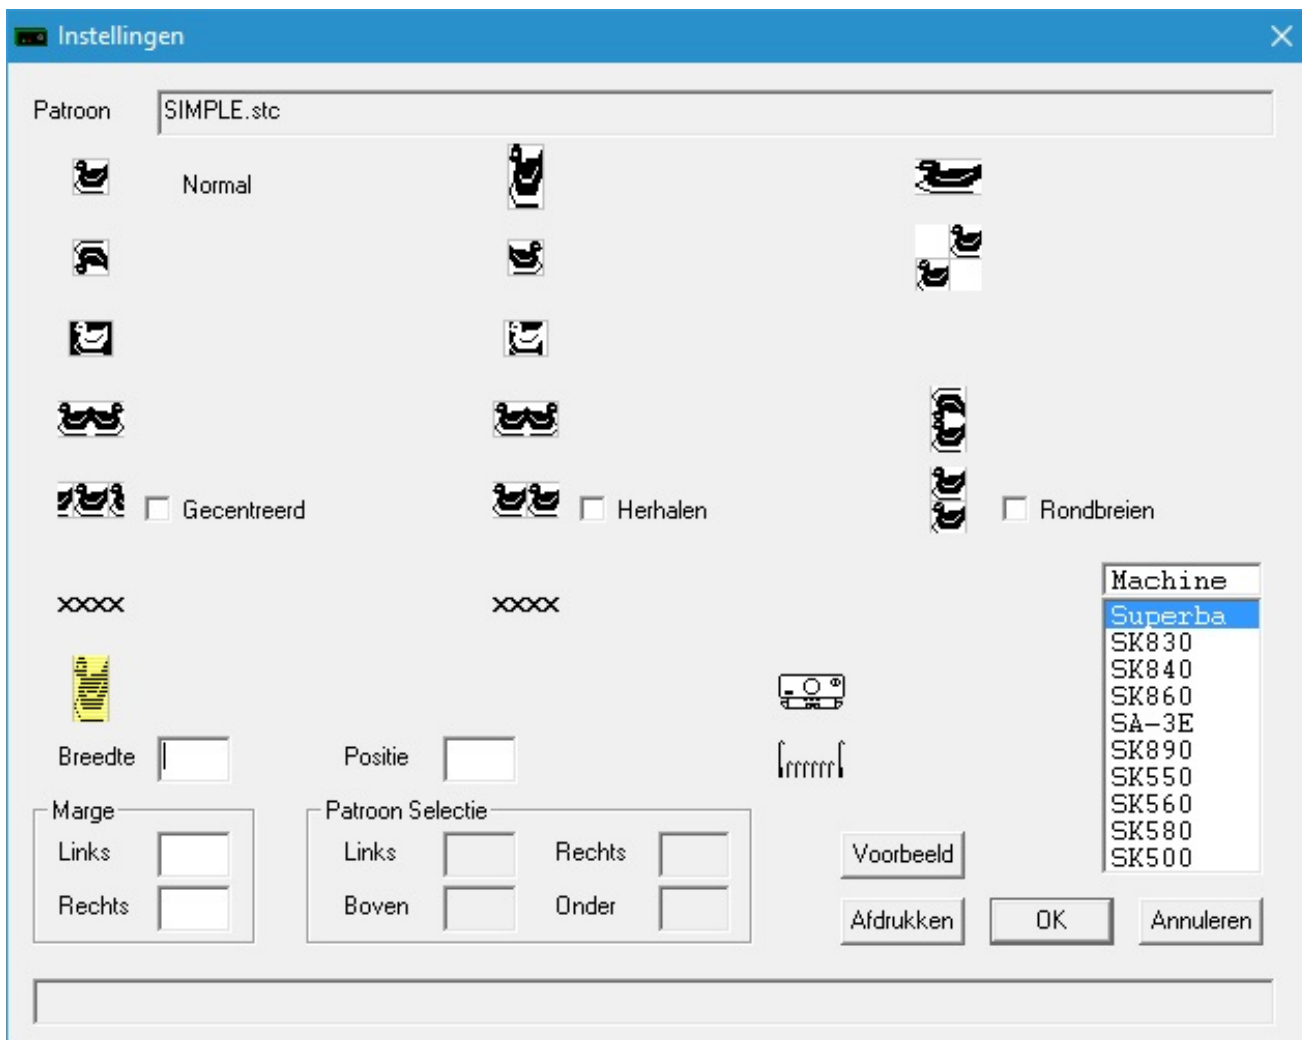 Instellingen
Patroon SIMPLE.stc
Normal
Gecentreerd Herhalen Rondbreien
xxxx xxxx
Machine
Superba
SK830
SK840
SK860
SA-3E
SK890
SK550
SK560
SK580
SK500
Breedte Positie
Marge Patroon Selectie
Links Links Rechts Voorbeeld
Rechts Boven Onder Afdrukken OK Annuleren